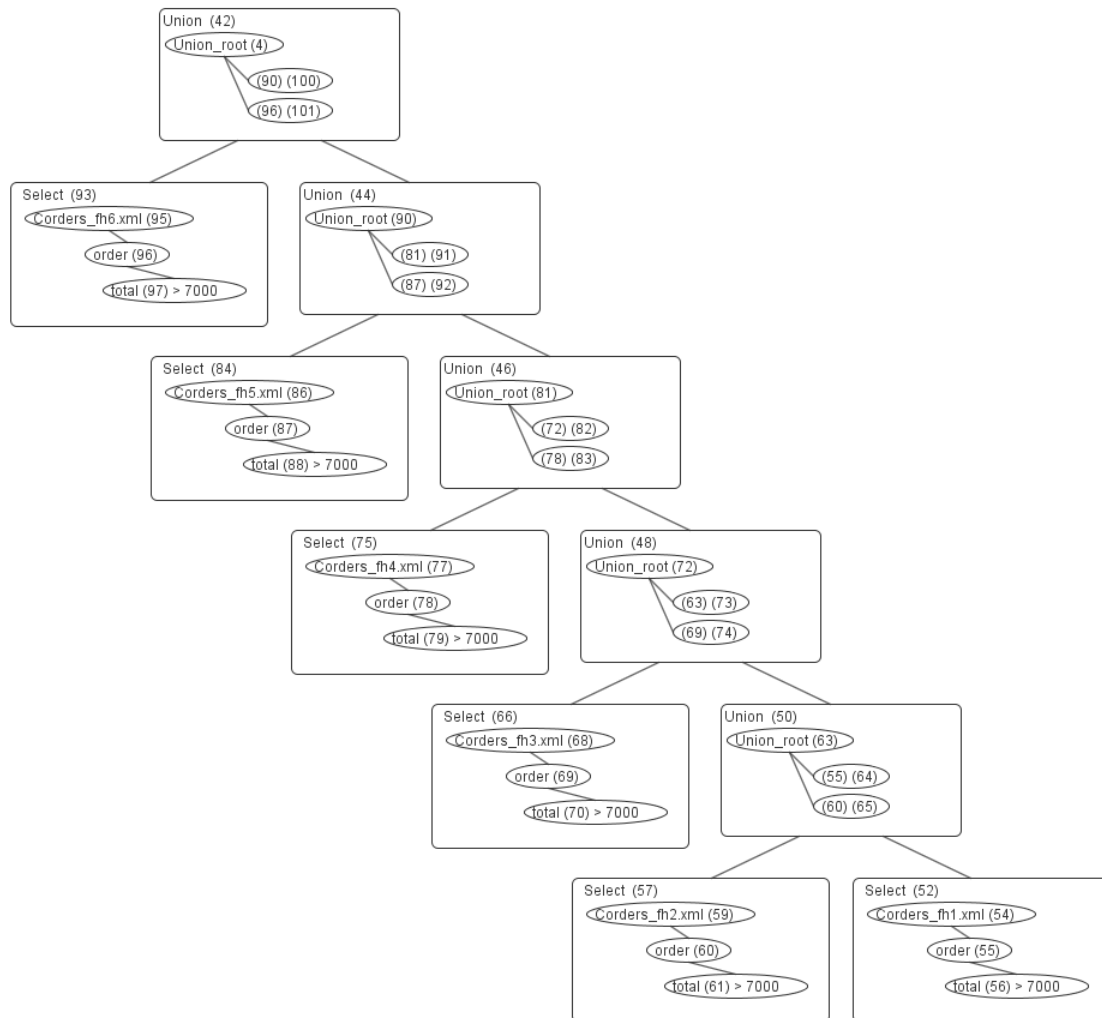 Union (42)
Union_root (4)
(90) (100)
(96) (101)
Select (93)
Corders_fh6.xml (95)
order (96)
total (97) > 7000
Union (44)
Union_root (90)
(81) (91)
(87) (92)
Select (84)
Corders_fh5.xml (86)
order (87)
total (88) > 7000
Union (46)
Union_root (81)
(72) (82)
(78) (83)
Select (75)
Corders_fh4.xml (77)
order (78)
total (79) > 7000
Union (48)
Union_root (72)
(63) (73)
(69) (74)
Select (66)
Corders_fh3.xml (68)
order (69)
total (70) > 7000
Union (50)
Union_root (63)
(55) (64)
(60) (65)
Select (57)
Corders_fh2.xml (59)
order (60)
total (61) > 7000
Select (52)
Corders_fh1.xml (54)
order (55)
total (56) > 7000